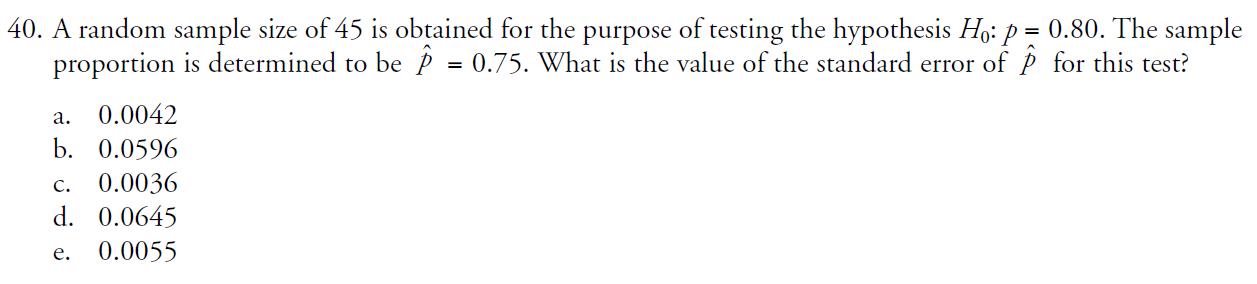 40. A random sample size of 45 is obtained for the purpose of testing the hypothesis H₀: p = 0.80. The sample
proportion is determined to be p̂ = 0.75. What is the value of the standard error of p̂ for this test?
a. 0.0042
b. 0.0596
c. 0.0036
d. 0.0645
e. 0.0055